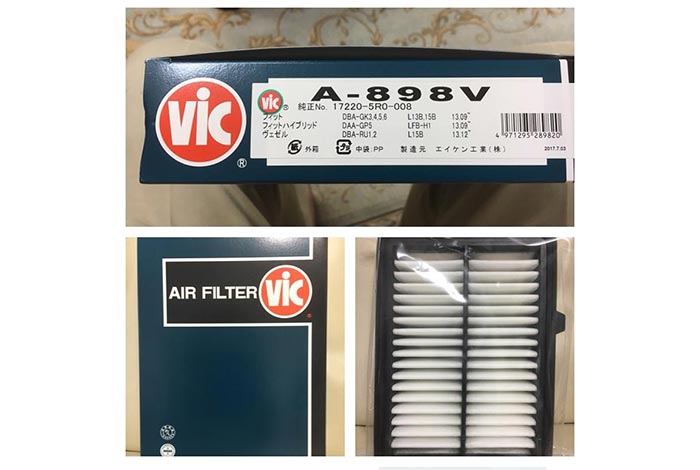 VIC
®
VIC® A-898V
純正No. 17220-5R0-008
フィット DBA-GK3,4,5,6 L13B,15B 13.09~
フィットハイブリッド DAA-GP5 LFB-H1 13.09~
ヴェゼル DBA-RU1,2 L15B 13.12~
4 971295 289820
外箱 中袋:PP 製造元 エイケン工業(株)
2017.7.03
AIR FILTER VIC
®